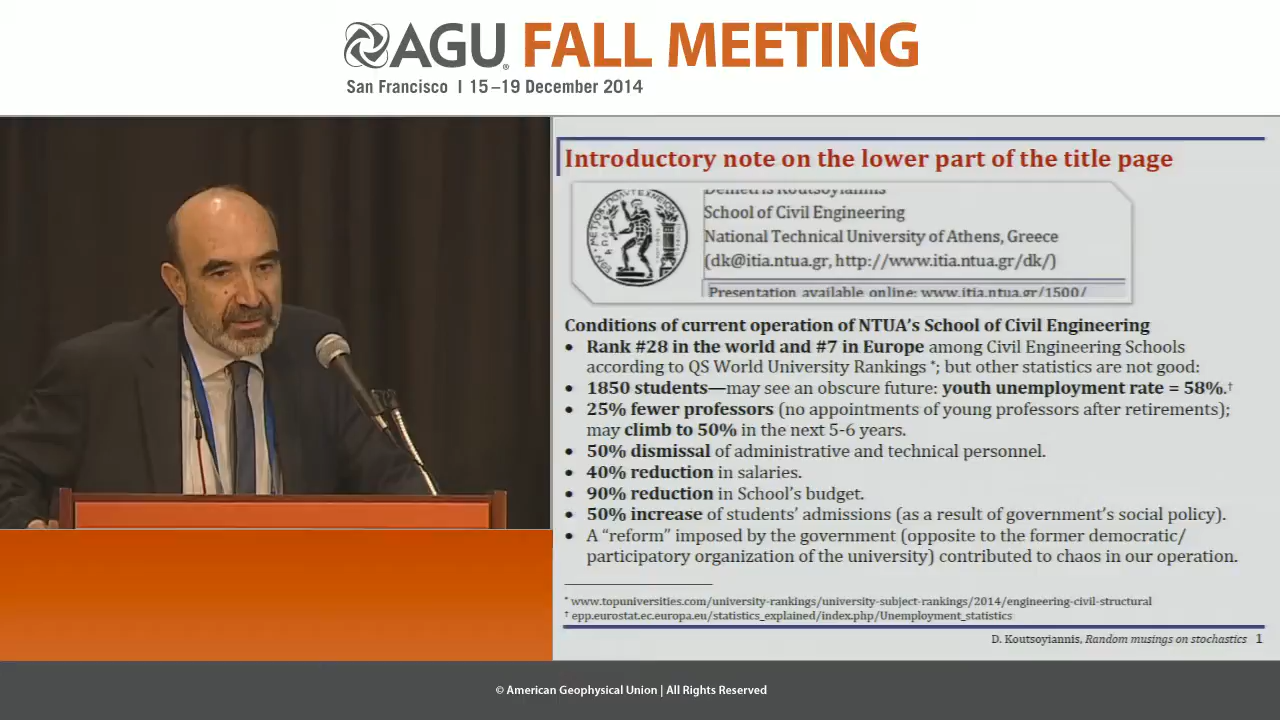 AGU FALL MEETING
San Francisco | 15–19 December 2014
Introductory note on the lower part of the title page
Demetris Koutsoyiannis
School of Civil Engineering
National Technical University of Athens, Greece
(dk@itia.ntua.gr, http://www.itia.ntua.gr/dk/)
Presentation available online: www.itia.ntua.gr/1500/
Conditions of current operation of NTUA's School of Civil Engineering
• Rank #28 in the world and #7 in Europe among Civil Engineering Schools
according to QS World University Rankings *; but other statistics are not good:
• 1850 students—may see an obscure future: youth unemployment rate = 58%.†
• 25% fewer professors (no appointments of young professors after retirements);
may climb to 50% in the next 5-6 years.
• 50% dismissal of administrative and technical personnel.
• 40% reduction in salaries.
• 90% reduction in School's budget.
• 50% increase of students' admissions (as a result of government's social policy).
• A “reform” imposed by the government (opposite to the former democratic/
participatory organization of the university) contributed to chaos in our operation.
* www.topuniversities.com/university-rankings/university-subject-rankings/2014/engineering-civil-structural
† epp.eurostat.ec.europa.eu/statistics_explained/index.php/Unemployment_statistics
D. Koutsoyiannis, Random musings on stochastics 1
© American Geophysical Union | All Rights Reserved